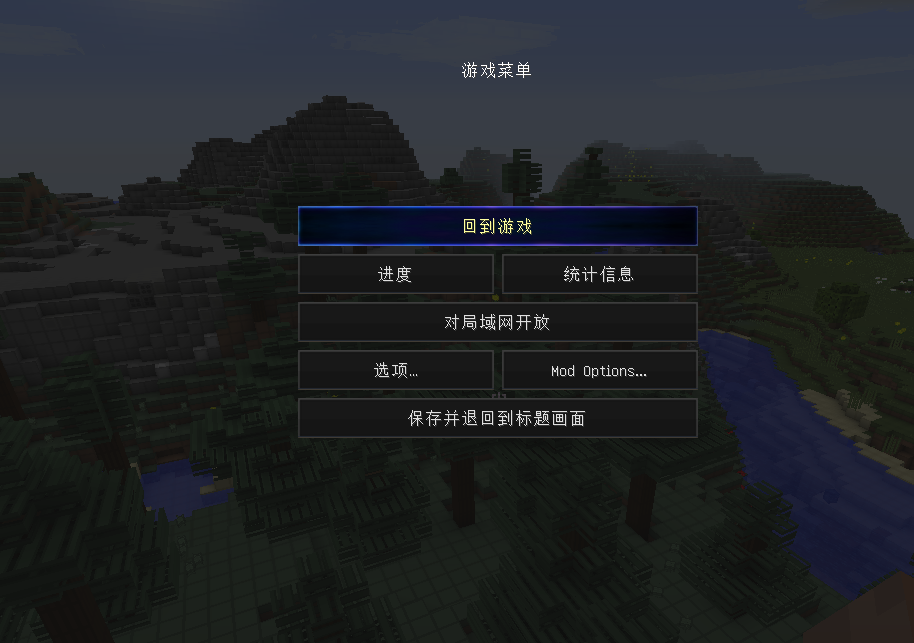 游戏菜单
回到游戏
进度 统计信息
对局域网开放
选项… Mod Options...
保存并退回到标题画面